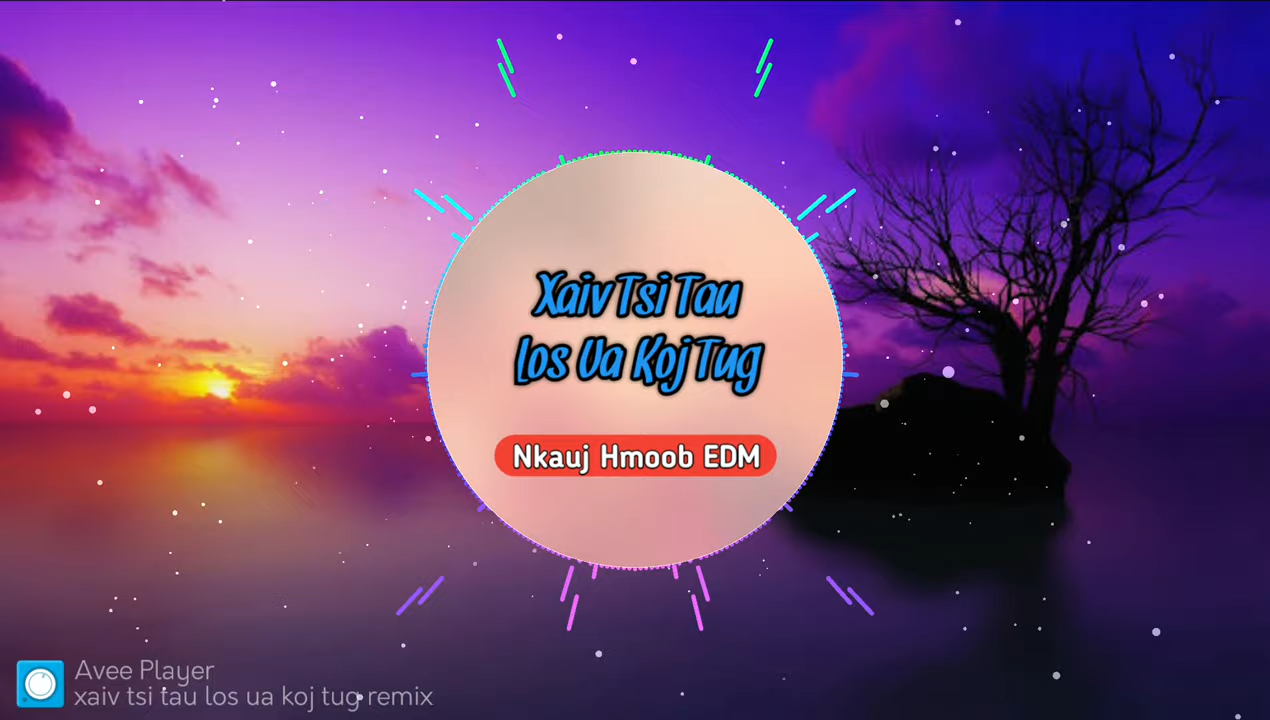 Xaiv Tsi Tau
Los Ua Koj Tug
Nkauj Hmoob EDM
Avee Player
xaiv tsi tau los ua koj tug remix